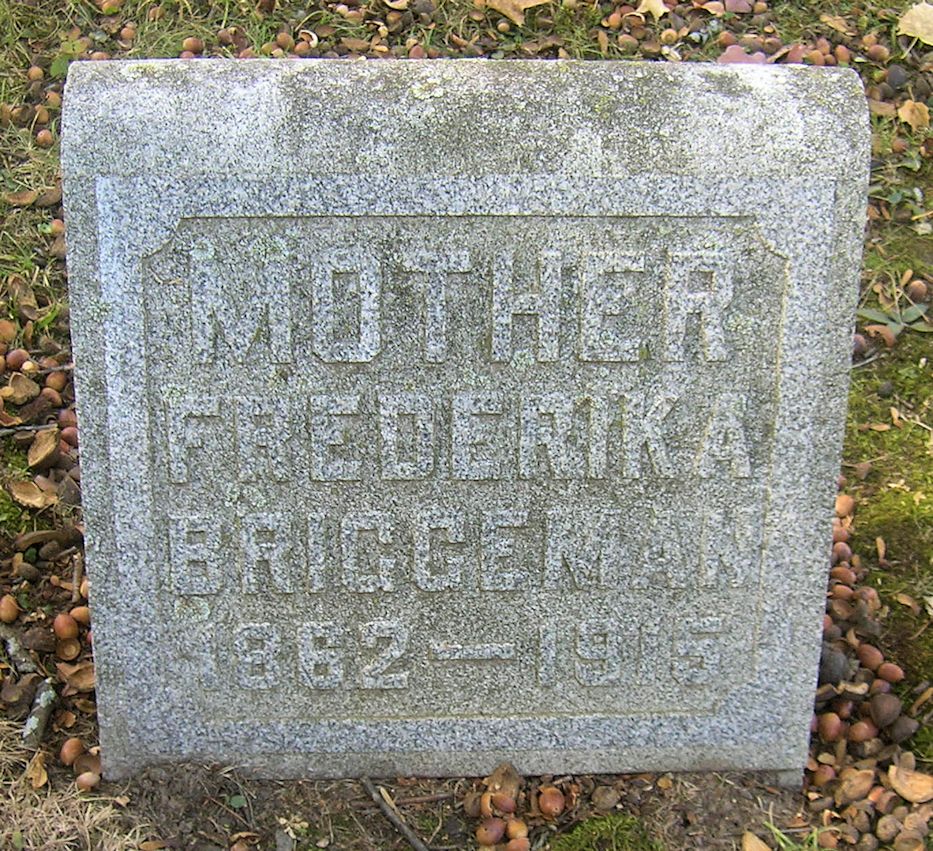 MOTHER
FREDERIKA
BRIGGEMAN
1862—1915